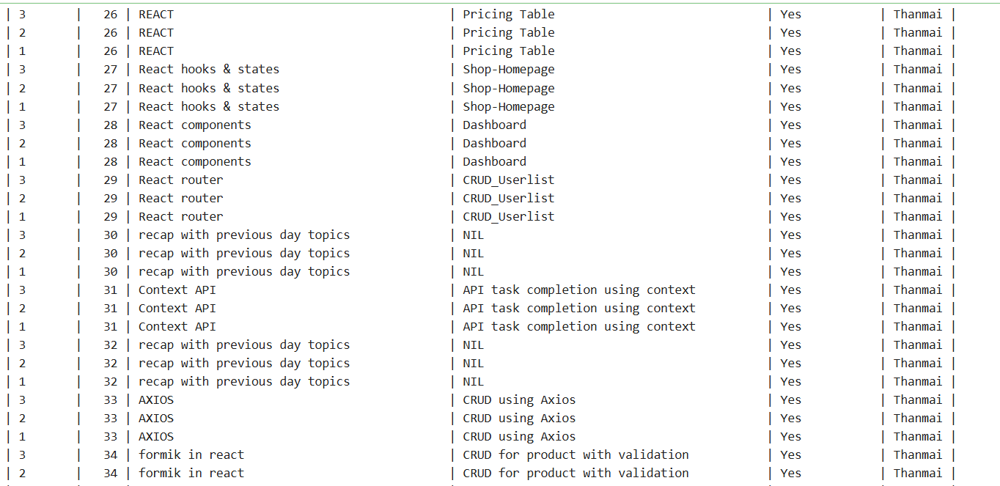 | 3 | 26 | REACT | Pricing Table | Yes | Thanmai |
| 2 | 26 | REACT | Pricing Table | Yes | Thanmai |
| 1 | 26 | REACT | Pricing Table | Yes | Thanmai |
| 3 | 27 | React hooks & states | Shop-Homepage | Yes | Thanmai |
| 2 | 27 | React hooks & states | Shop-Homepage | Yes | Thanmai |
| 1 | 27 | React hooks & states | Shop-Homepage | Yes | Thanmai |
| 3 | 28 | React components | Dashboard | Yes | Thanmai |
| 2 | 28 | React components | Dashboard | Yes | Thanmai |
| 1 | 28 | React components | Dashboard | Yes | Thanmai |
| 3 | 29 | React router | CRUD_Userlist | Yes | Thanmai |
| 2 | 29 | React router | CRUD_Userlist | Yes | Thanmai |
| 1 | 29 | React router | CRUD_Userlist | Yes | Thanmai |
| 3 | 30 | recap with previous day topics | NIL | Yes | Thanmai |
| 2 | 30 | recap with previous day topics | NIL | Yes | Thanmai |
| 1 | 30 | recap with previous day topics | NIL | Yes | Thanmai |
| 3 | 31 | Context API | API task completion using context | Yes | Thanmai |
| 2 | 31 | Context API | API task completion using context | Yes | Thanmai |
| 1 | 31 | Context API | API task completion using context | Yes | Thanmai |
| 3 | 32 | recap with previous day topics | NIL | Yes | Thanmai |
| 2 | 32 | recap with previous day topics | NIL | Yes | Thanmai |
| 1 | 32 | recap with previous day topics | NIL | Yes | Thanmai |
| 3 | 33 | AXIOS | CRUD using Axios | Yes | Thanmai |
| 2 | 33 | AXIOS | CRUD using Axios | Yes | Thanmai |
| 1 | 33 | AXIOS | CRUD using Axios | Yes | Thanmai |
| 3 | 34 | formik in react | CRUD for product with validation | Yes | Thanmai |
| 2 | 34 | formik in react | CRUD for product with validation | Yes | Thanmai |